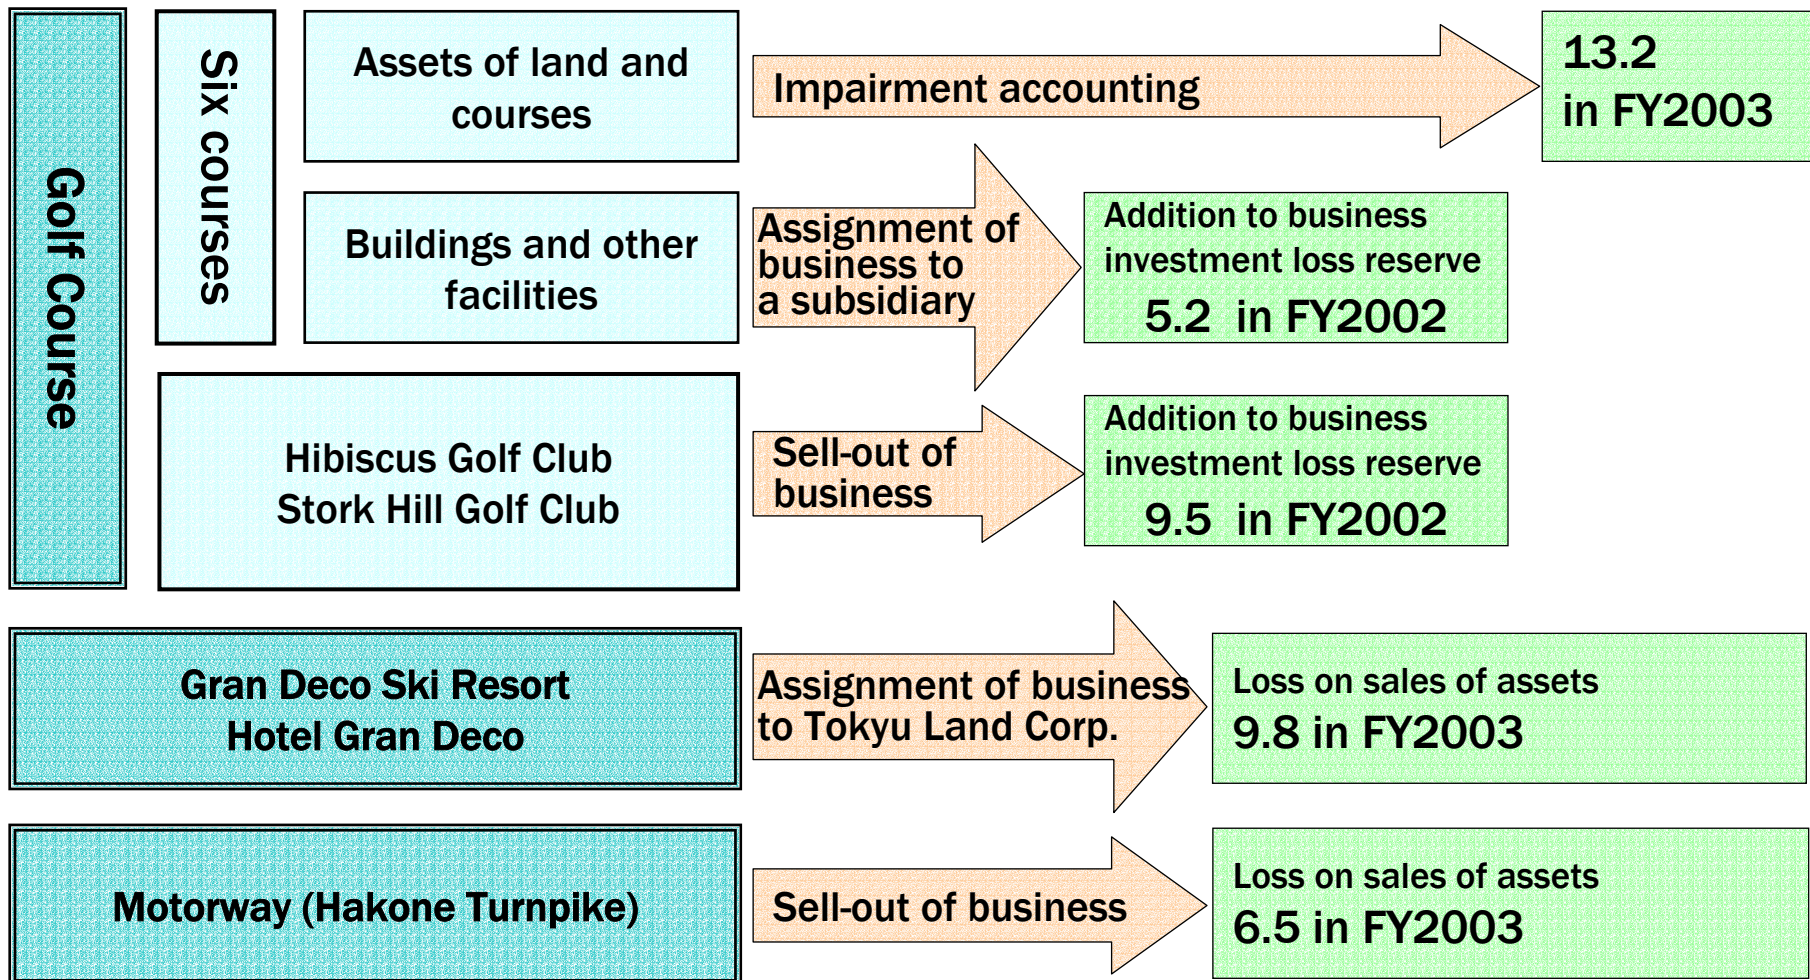 Golf Course
Six courses
Assets of land and
courses
Impairment accounting
13.2
in FY2003
Buildings and other
facilities
Assignment of
business to
a subsidiary
Addition to business
investment loss reserve
5.2 in FY2002
Hibiscus Golf Club
Stork Hill Golf Club
Sell-out of
business
Addition to business
investment loss reserve
9.5 in FY2002
Gran Deco Ski Resort
Hotel Gran Deco
Assignment of business
to Tokyu Land Corp.
Loss on sales of assets
9.8 in FY2003
Motorway (Hakone Turnpike)
Sell-out of business
Loss on sales of assets
6.5 in FY2003